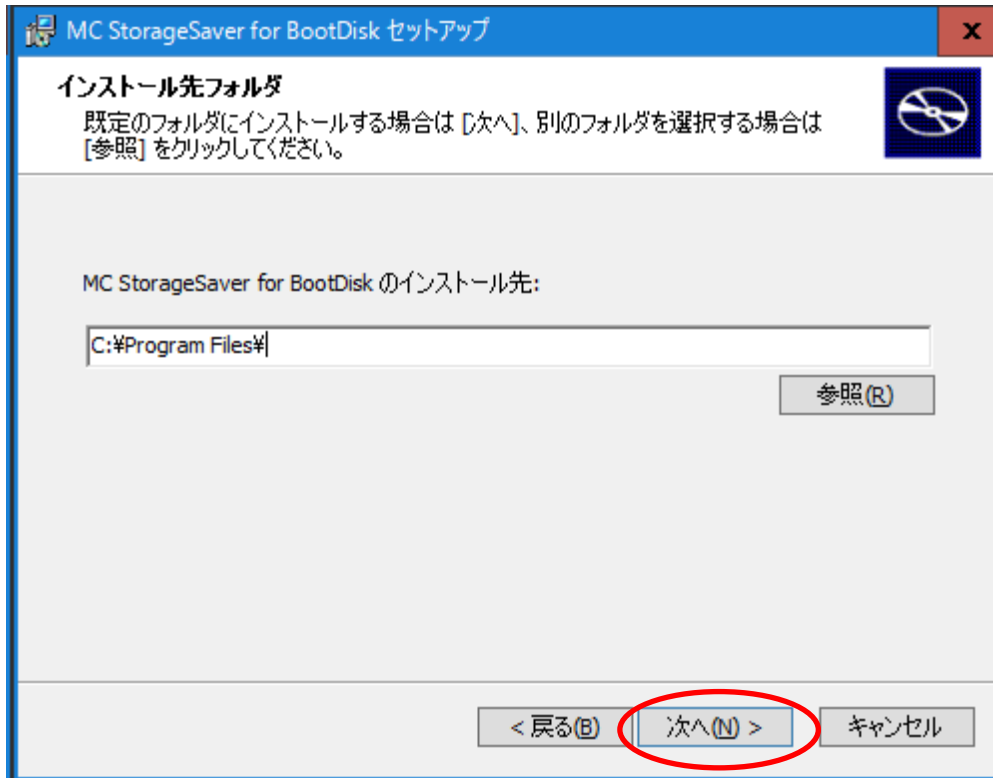 MC StorageSaver for BootDisk セットアップ
x
インストール先フォルダ
既定のフォルダにインストールする場合は [次へ]、別のフォルダを選択する場合は
[参照] をクリックしてください。
MC StorageSaver for BootDisk のインストール先:
C:¥Program Files¥
参照(R)
< 戻る(B) 次へ(N) > キャンセル